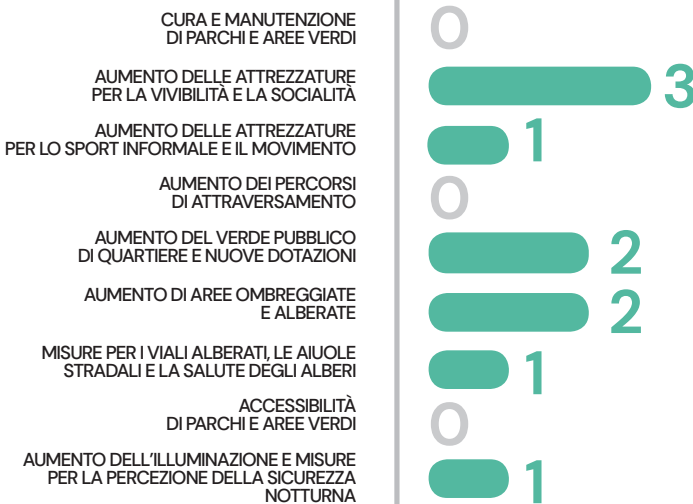 CURA E MANUTENZIONE
DI PARCHI E AREE VERDI
0
AUMENTO DELLE ATTREZZATURE
PER LA VIVIBILITÀ E LA SOCIALITÀ
3
AUMENTO DELLE ATTREZZATURE
PER LO SPORT INFORMALE E IL MOVIMENTO
1
AUMENTO DEI PERCORSI
DI ATTRAVERSAMENTO
0
AUMENTO DEL VERDE PUBBLICO
DI QUARTIERE E NUOVE DOTAZIONI
2
AUMENTO DI AREE OMBREGGIATE
E ALBERATE
2
MISURE PER I VIALI ALBERATI, LE AIUOLE
STRADALI E LA SALUTE DEGLI ALBERI
1
ACCESSIBILITÀ
DI PARCHI E AREE VERDI
0
AUMENTO DELL'ILLUMINAZIONE E MISURE
PER LA PERCEZIONE DELLA SICUREZZA
NOTTURNA
1